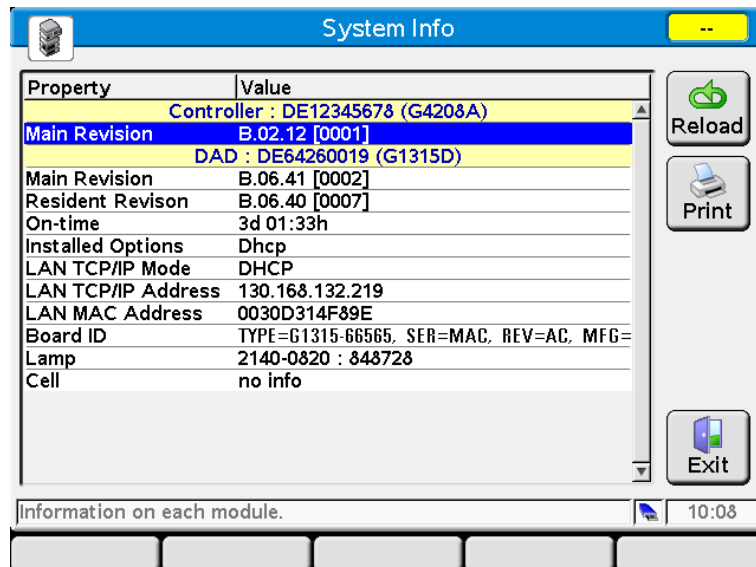 System Info
--
Property Value
Controller : DE12345678 (G4208A)
Main Revision B.02.12 [0001]
DAD : DE64260019 (G1315D)
Main Revision B.06.41 [0002]
Resident Revison B.06.40 [0007]
On-time 3d 01:33h
Installed Options Dhcp
LAN TCP/IP Mode DHCP
LAN TCP/IP Address 130.168.132.219
LAN MAC Address 0030D314F89E
Board ID TYPE=G1315-66565, SER=MAC, REV=AC, MFG=
Lamp 2140-0820 : 848728
Cell no info
Reload
Print
Exit
Information on each module.
10:08